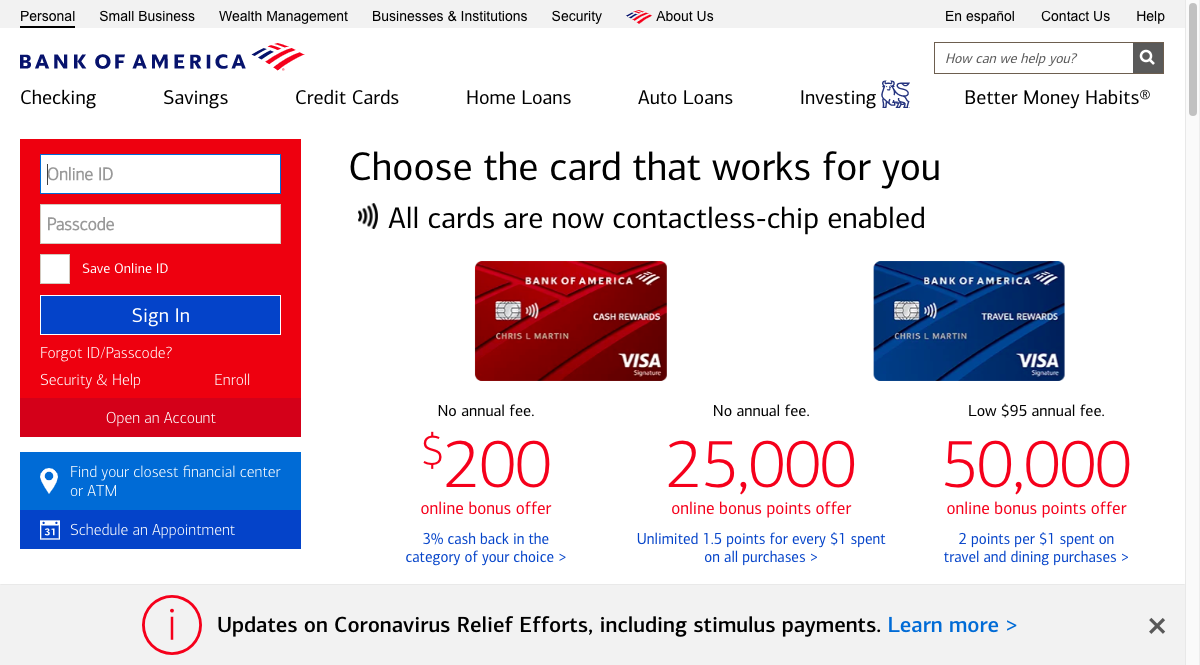 Personal
Small Business
Wealth Management
Businesses & Institutions
Security
About Us
En español
Contact Us
Help
BANK OF AMERICA
How can we help you?
Checking
Savings
Credit Cards
Home Loans
Auto Loans
Investing
Better Money Habits®
Online ID
Passcode
Save Online ID
Sign In
Forgot ID/Passcode?
Security & Help
Enroll
Open an Account
Find your closest financial center
or ATM
31
Schedule an Appointment
Choose the card that works for you
All cards are now contactless-chip enabled
BANK OF AMERICA
CASH REWARDS
CHRIS L MARTIN
VISA
Signature
BANK OF AMERICA
TRAVEL REWARDS
CHRIS L MARTIN
VISA
Signature
No annual fee.
$200
online bonus offer
3% cash back in the
category of your choice >
No annual fee.
25,000
online bonus points offer
Unlimited 1.5 points for every $1 spent
on all purchases >
Low $95 annual fee.
50,000
online bonus points offer
2 points per $1 spent on
travel and dining purchases >
Updates on Coronavirus Relief Efforts, including stimulus payments. Learn more >